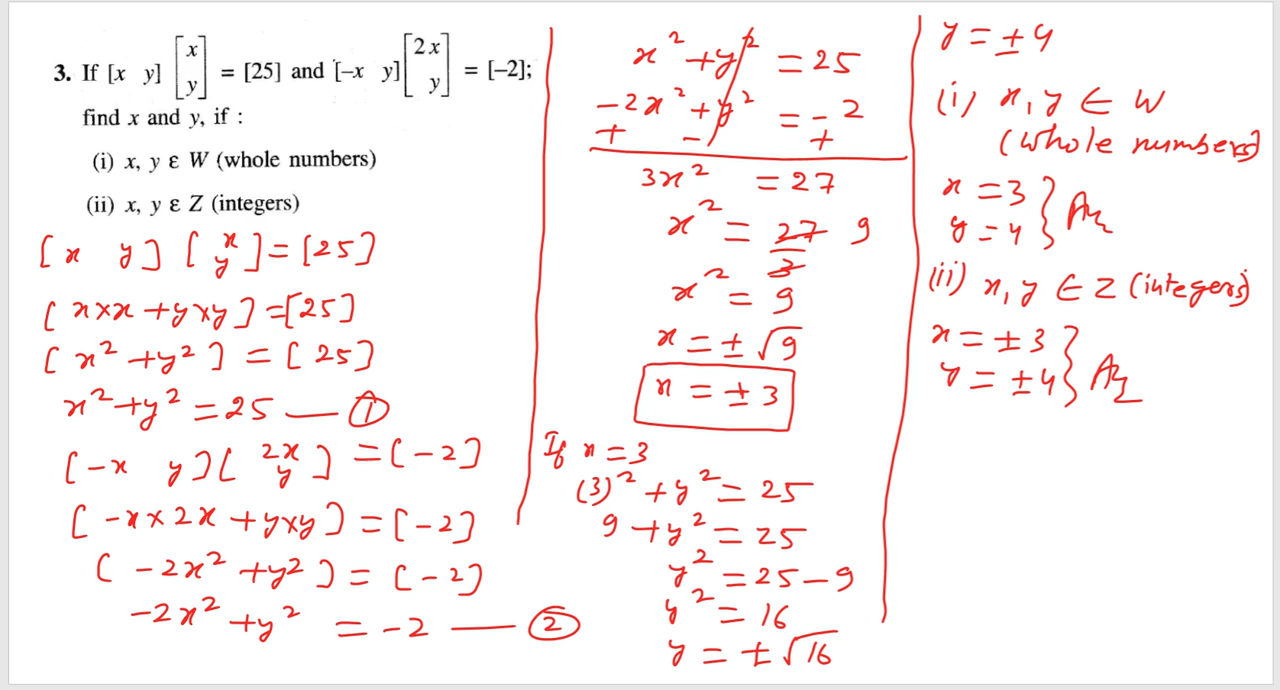 3. If [x y] [x y] = [25] and [-x y] [2x y] = [-2];
find x and y, if :
(i) x, y ε W (whole numbers)
(ii) x, y ε Z (integers)
[x y] [x y] = [25]
[x×x + y×y] = [25]
[x² + y²] = [25]
x² + y² = 25 — ①
[-x y] [2x y] = [-2]
[-x×2x + y×y] = [-2]
[-2x² + y²] = [-2]
-2x² + y² = -2 — ②
x² + y² = 25
-2x² + y² = -2
+ - +
3x² = 27
x² = 27/3 9
x² = 9
x = ± √9
x = ± 3
If x = 3
(3)² + y² = 25
9 + y² = 25
y² = 25 - 9
y² = 16
y = ± √16
y = ± 4
(i) x, y ∈ W
(whole numbers)
x = 3 } Ans
y = 4
(ii) x, y ∈ Z (integers)
x = ± 3 } Ans
y = ± 4